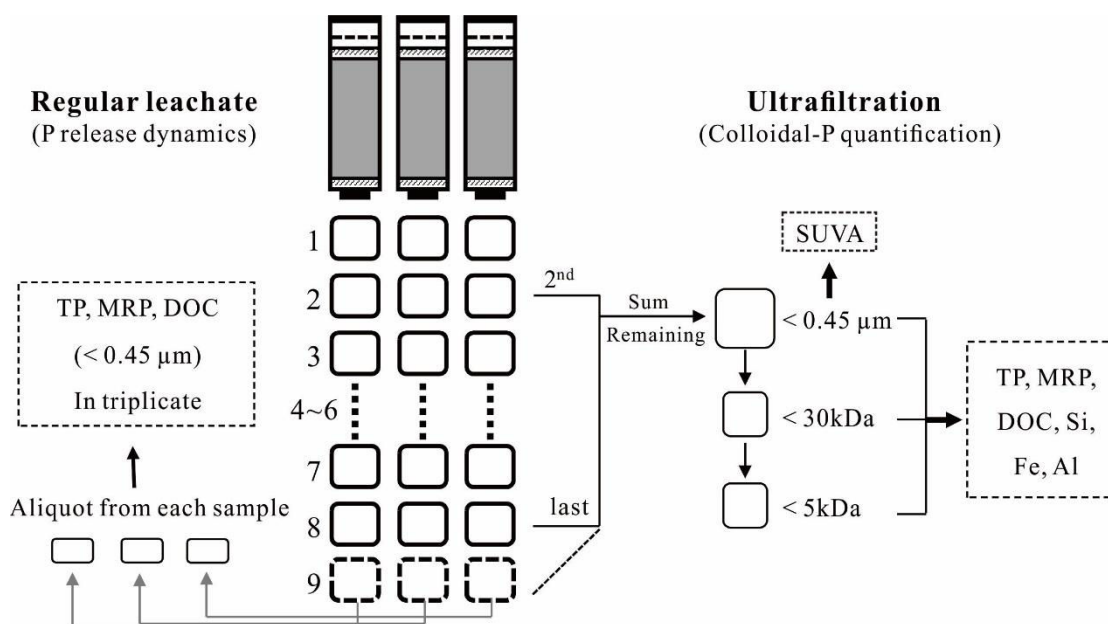 Regular leachate
(P release dynamics)
Ultrafiltration
(Colloidal-P quantification)
1
2
3
4~6
7
8
9
TP, MRP, DOC
(< 0.45 µm)
In triplicate
Aliquot from each sample
2nd
last
Sum
Remaining
SUVA
< 0.45 µm
< 30kDa
< 5kDa
TP, MRP,
DOC, Si,
Fe, Al